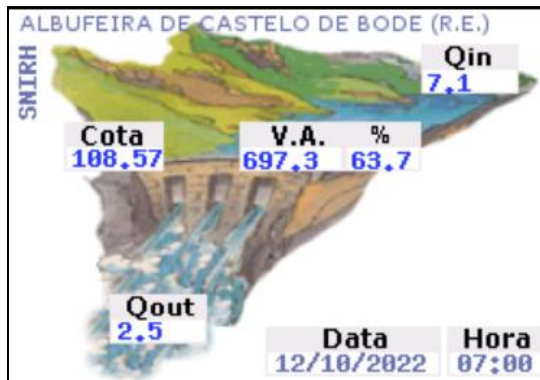 ALBUFEIRA DE CASTELO DE BODE (R.E.)
SNIRH
Qin
7.1
Cota V.A. %
108.57 697.3 63.7
Qout
2.5
Data Hora
12/10/2022 07:00